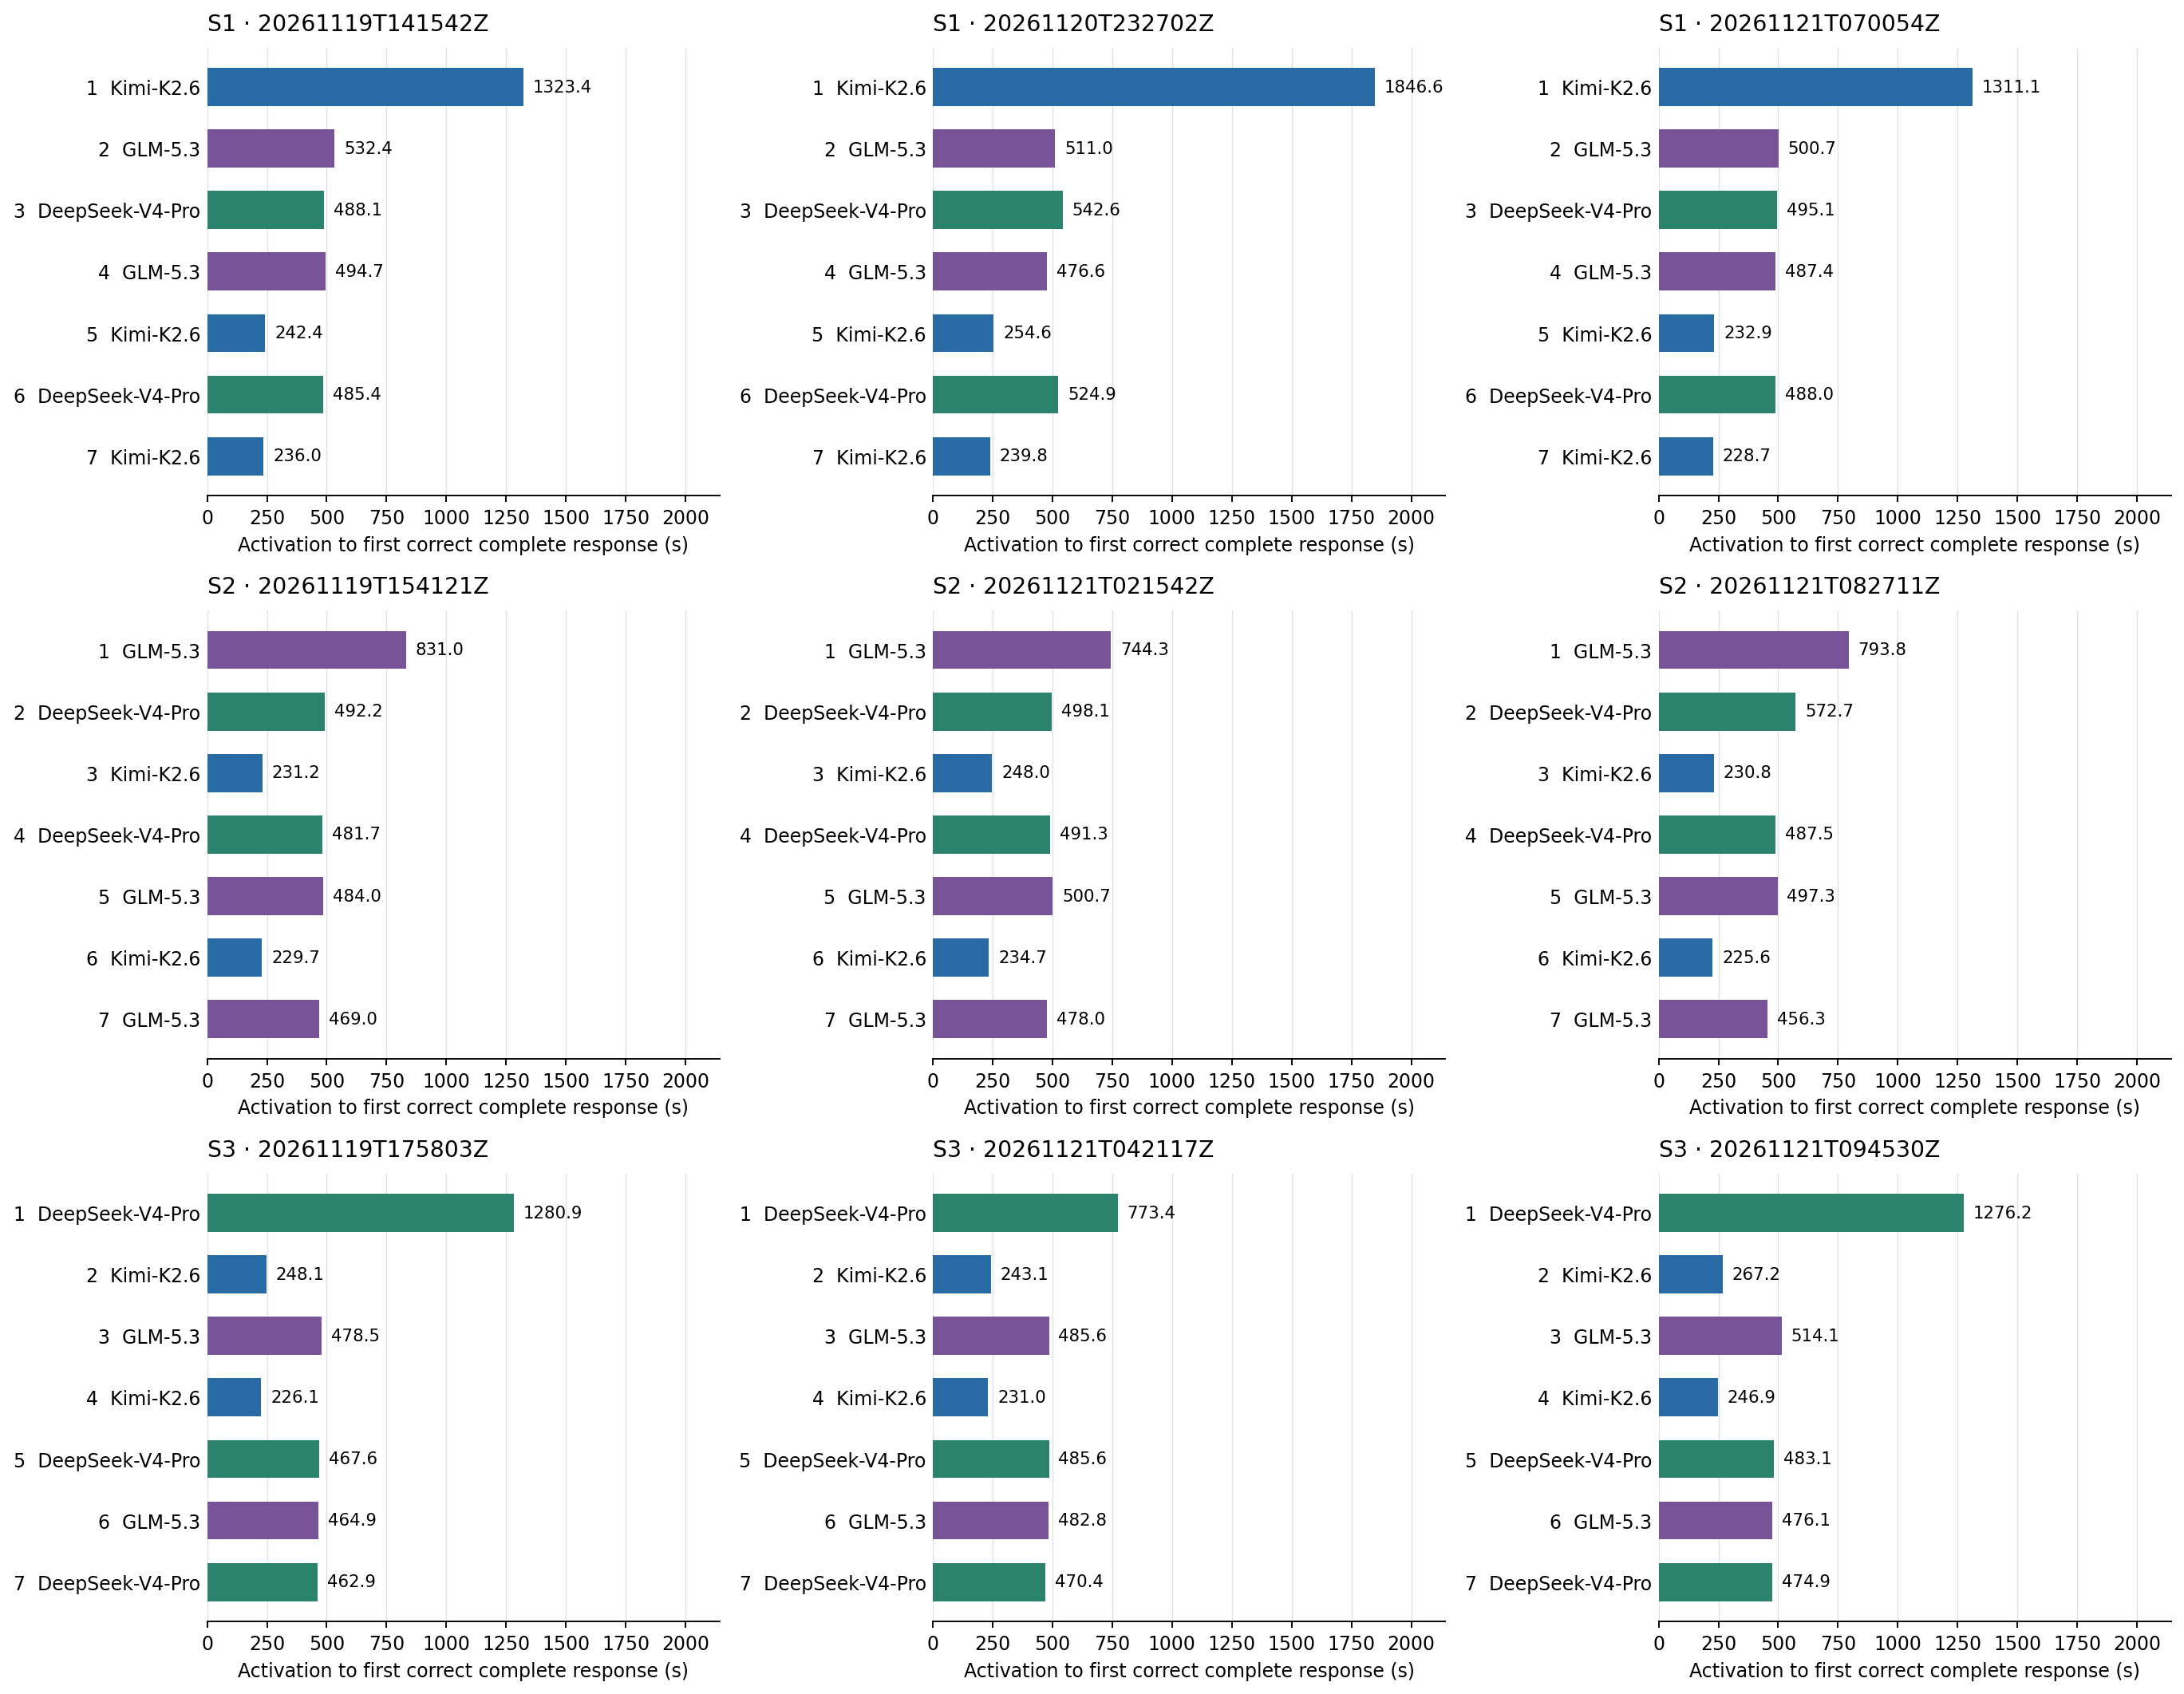 S1 · 20261119T141542Z
1 Kimi-K2.6 1323.4
2 GLM-5.3 532.4
3 DeepSeek-V4-Pro 488.1
4 GLM-5.3 494.7
5 Kimi-K2.6 242.4
6 DeepSeek-V4-Pro 485.4
7 Kimi-K2.6 236.0
0 250 500 750 1000 1250 1500 1750 2000
Activation to first correct complete response (s)
S1 · 20261120T232702Z
1 Kimi-K2.6 1846.6
2 GLM-5.3 511.0
3 DeepSeek-V4-Pro 542.6
4 GLM-5.3 476.6
5 Kimi-K2.6 254.6
6 DeepSeek-V4-Pro 524.9
7 Kimi-K2.6 239.8
0 250 500 750 1000 1250 1500 1750 2000
Activation to first correct complete response (s)
S1 · 20261121T070054Z
1 Kimi-K2.6 1311.1
2 GLM-5.3 500.7
3 DeepSeek-V4-Pro 495.1
4 GLM-5.3 487.4
5 Kimi-K2.6 232.9
6 DeepSeek-V4-Pro 488.0
7 Kimi-K2.6 228.7
0 250 500 750 1000 1250 1500 1750 2000
Activation to first correct complete response (s)
S2 · 20261119T154121Z
1 GLM-5.3 831.0
2 DeepSeek-V4-Pro 492.2
3 Kimi-K2.6 231.2
4 DeepSeek-V4-Pro 481.7
5 GLM-5.3 484.0
6 Kimi-K2.6 229.7
7 GLM-5.3 469.0
0 250 500 750 1000 1250 1500 1750 2000
Activation to first correct complete response (s)
S2 · 20261121T021542Z
1 GLM-5.3 744.3
2 DeepSeek-V4-Pro 498.1
3 Kimi-K2.6 248.0
4 DeepSeek-V4-Pro 491.3
5 GLM-5.3 500.7
6 Kimi-K2.6 234.7
7 GLM-5.3 478.0
0 250 500 750 1000 1250 1500 1750 2000
Activation to first correct complete response (s)
S2 · 20261121T082711Z
1 GLM-5.3 793.8
2 DeepSeek-V4-Pro 572.7
3 Kimi-K2.6 230.8
4 DeepSeek-V4-Pro 487.5
5 GLM-5.3 497.3
6 Kimi-K2.6 225.6
7 GLM-5.3 456.3
0 250 500 750 1000 1250 1500 1750 2000
Activation to first correct complete response (s)
S3 · 20261119T175803Z
1 DeepSeek-V4-Pro 1280.9
2 Kimi-K2.6 248.1
3 GLM-5.3 478.5
4 Kimi-K2.6 226.1
5 DeepSeek-V4-Pro 467.6
6 GLM-5.3 464.9
7 DeepSeek-V4-Pro 462.9
0 250 500 750 1000 1250 1500 1750 2000
Activation to first correct complete response (s)
S3 · 20261121T042117Z
1 DeepSeek-V4-Pro 773.4
2 Kimi-K2.6 243.1
3 GLM-5.3 485.6
4 Kimi-K2.6 231.0
5 DeepSeek-V4-Pro 485.6
6 GLM-5.3 482.8
7 DeepSeek-V4-Pro 470.4
0 250 500 750 1000 1250 1500 1750 2000
Activation to first correct complete response (s)
S3 · 20261121T094530Z
1 DeepSeek-V4-Pro 1276.2
2 Kimi-K2.6 267.2
3 GLM-5.3 514.1
4 Kimi-K2.6 246.9
5 DeepSeek-V4-Pro 483.1
6 GLM-5.3 476.1
7 DeepSeek-V4-Pro 474.9
0 250 500 750 1000 1250 1500 1750 2000
Activation to first correct complete response (s)